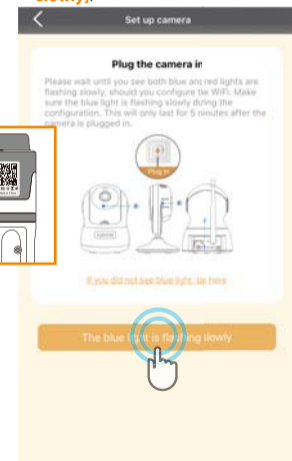 slowly].
Set up camera
Plug the camera in
Please wait until you see both blue and red lights are
flashing slowly, should you configure the WiFi. Make
sure the blue light is flashing slowly during the
configuration. This will only last for 5 minutes after the
camera is plugged in.
Plug in
If you did not see blue light, tap here
The blue light is flashing slowly